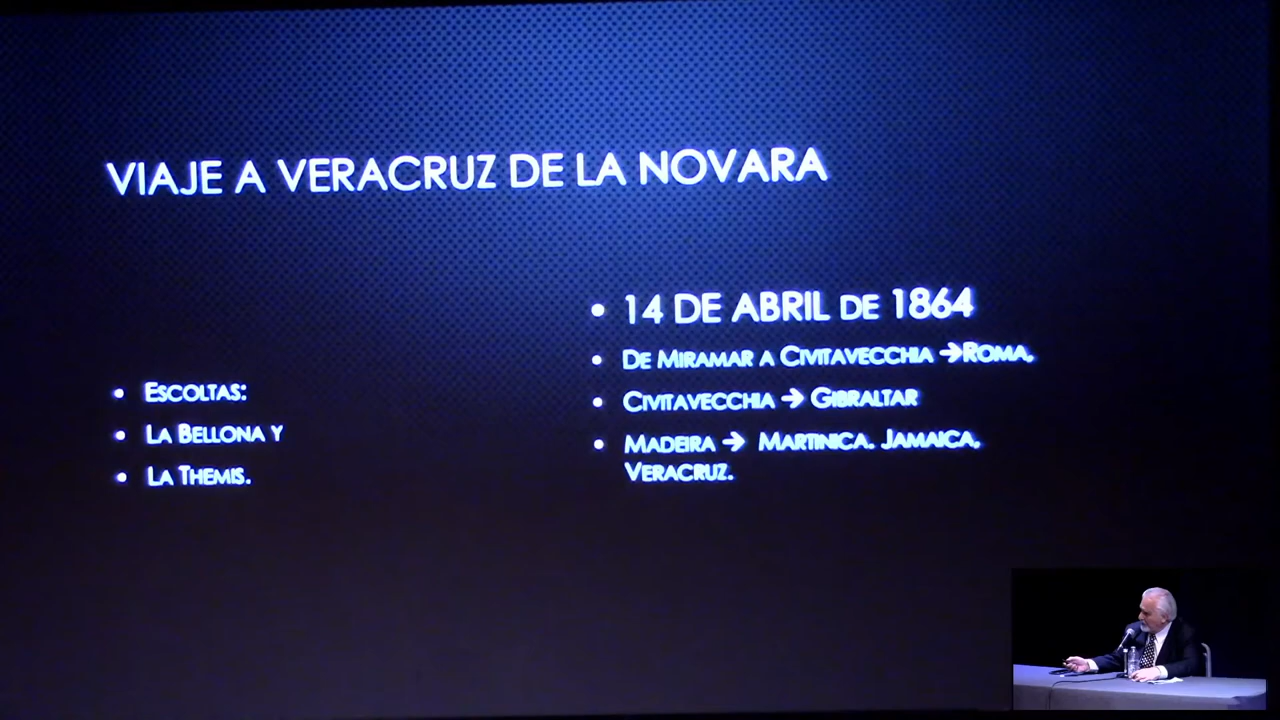 VIAJE A VERACRUZ DE LA NOVARA
• ESCOLTAS:
• LA BELLONA Y
• LA THEMIS.
• 14 DE ABRIL DE 1864
• DE MIRAMAR A CIVITAVECCHIA →ROMA.
• CIVITAVECCHIA → GIBRALTAR
• MADEIRA → MARTINICA. JAMAICA,
VERACRUZ.